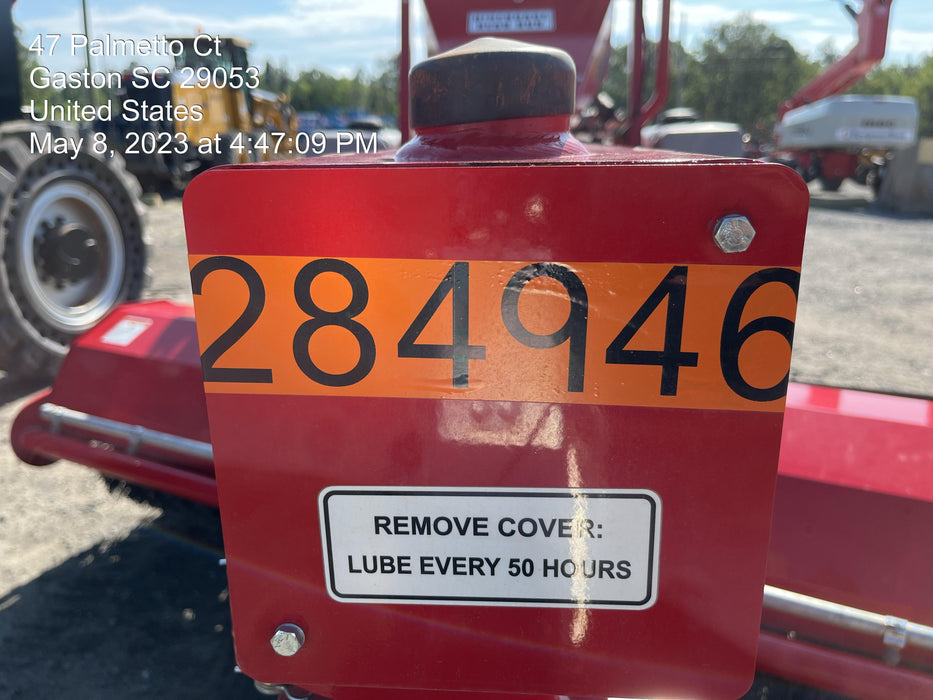 47 Palmetto Ct
Gaston SC 29053
United States
May 8, 2023 at 4:47:09 PM
284946
REMOVE COVER:
LUBE EVERY 50 HOURS